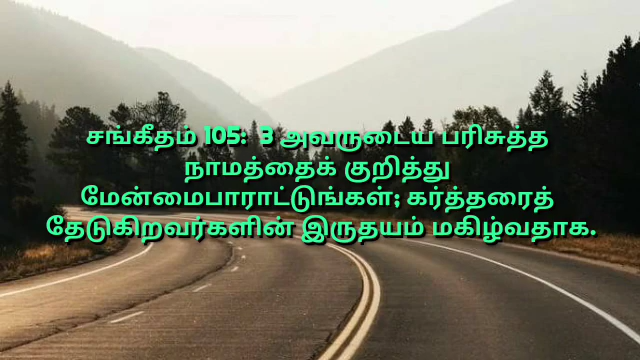 சங்கீதம் 105:  3 அவருடைய பரிசுத்த
நாமத்தைக் குறித்து
மேன்மைபாராட்டுங்கள்; கர்த்தரைத்
தேடுகிறவர்களின் இருதயம் மகிழ்வதாக.